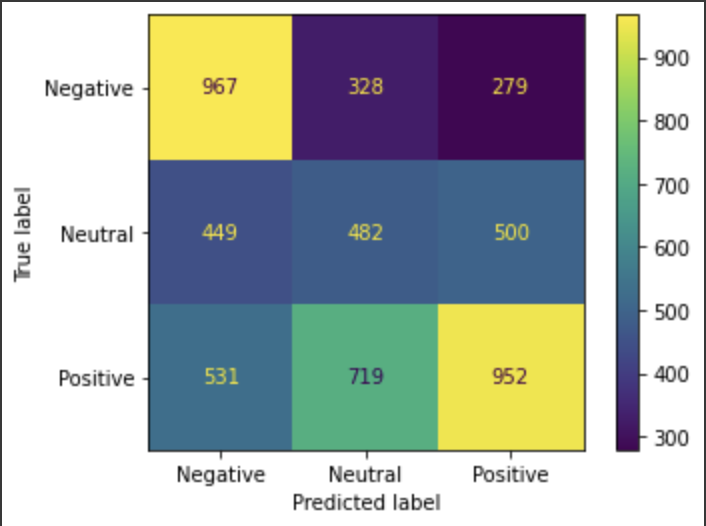 True label
Negative
967 328 279
Neutral
449 482 500
Positive
531 719 952
Negative Neutral Positive
Predicted label
900
800
700
600
500
400
300